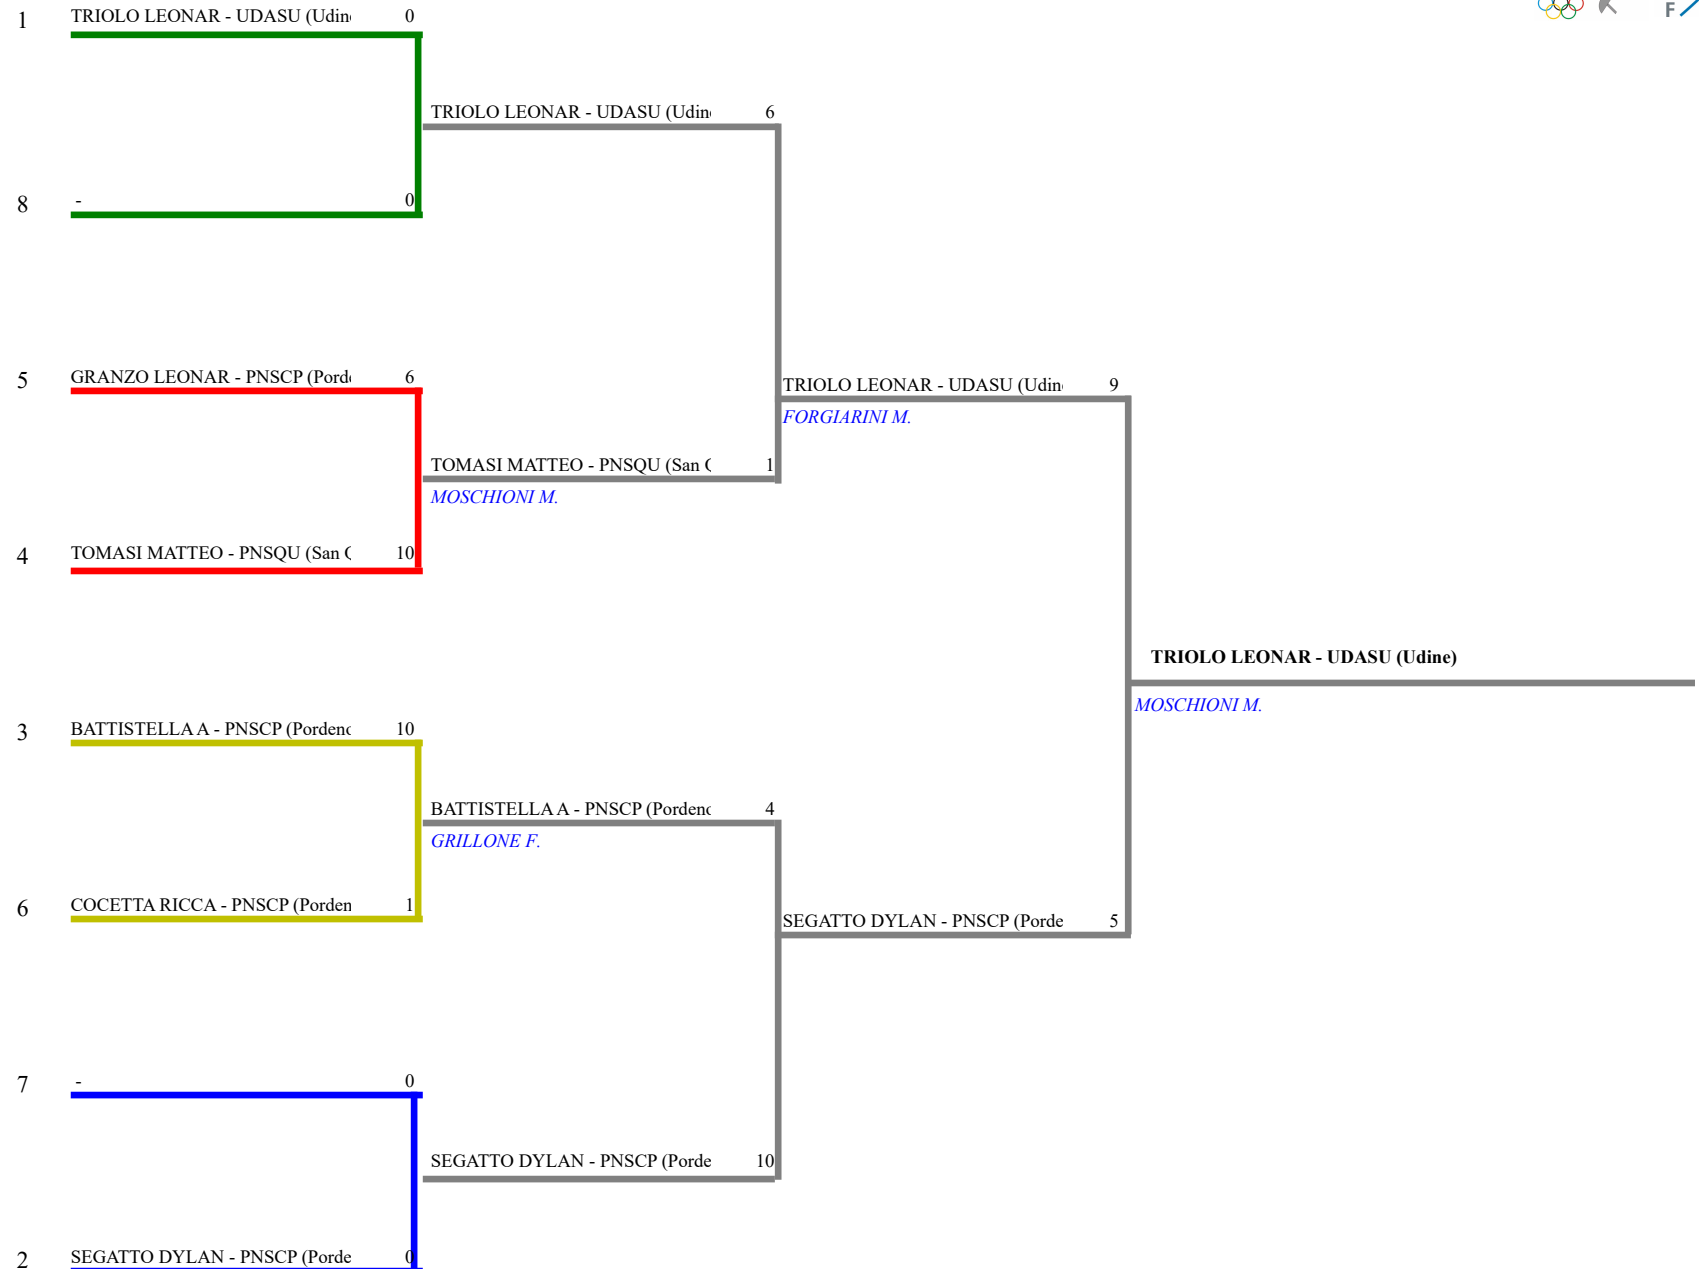 1 TRIOLO LEONAR - UDASU (Udin 0
TRIOLO LEONAR - UDASU (Udin 6
8 - 0
5 GRANZO LEONAR - PNSCP (Pord 6
TRIOLO LEONAR - UDASU (Udin 9
FORGIARINI M.
TOMASI MATTEO - PNSQU (San 1
MOSCHIONI M.
4 TOMASI MATTEO - PNSQU (San 10
TRIOLO LEONAR - UDASU (Udine)
MOSCHIONI M.
3 BATTISTELLA A - PNSCP (Porden 10
BATTISTELLA A - PNSCP (Porden 4
GRILLONE F.
6 COCETTA RICCA - PNSCP (Porden 1
SEGATTO DYLAN - PNSCP (Porde 5
7 - 0
SEGATTO DYLAN - PNSCP (Porde 10
2 SEGATTO DYLAN - PNSCP (Porde 0
F